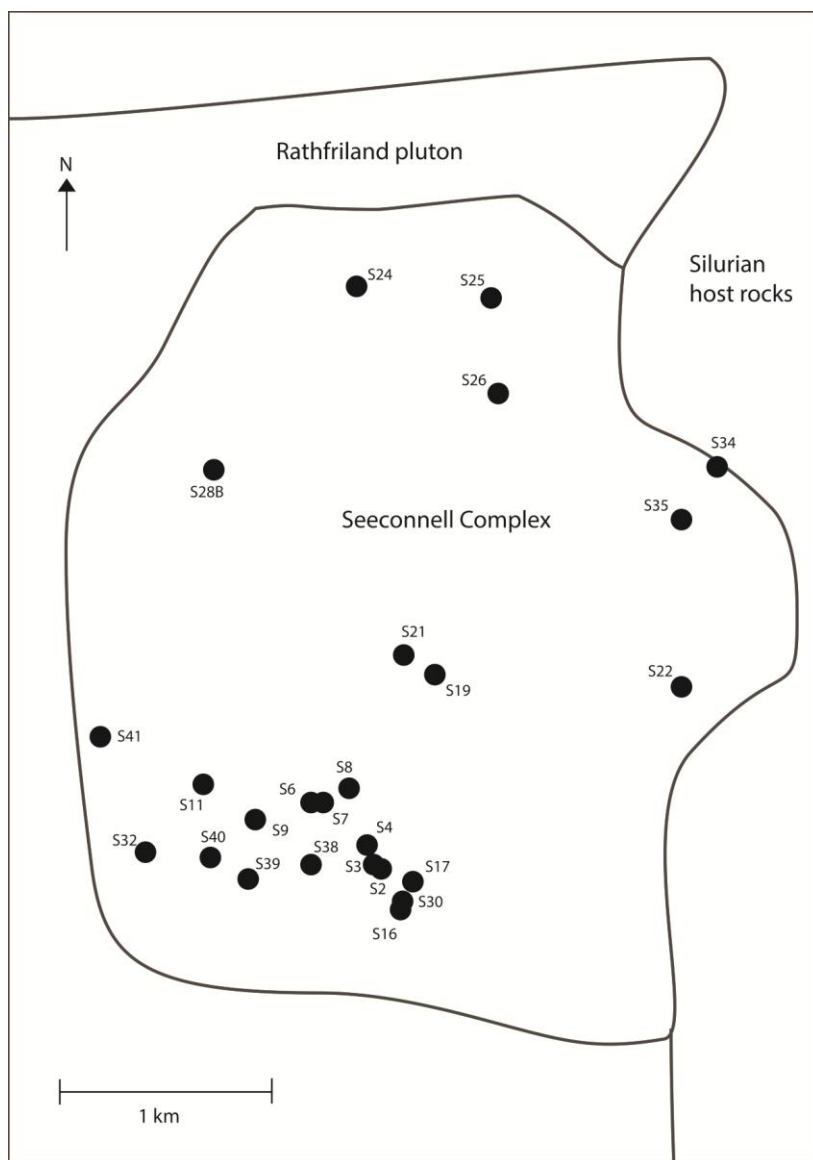 Rathfriland pluton
N
S24
S25
Silurian
host rocks
S26
S34
S28B
S35
Seeconnell Complex
S21
S19
S22
S41
S8
S6
S11
S7
S9
S4
S32
S40
S38
S3
S39
S17
S2
S30
S16
1 km